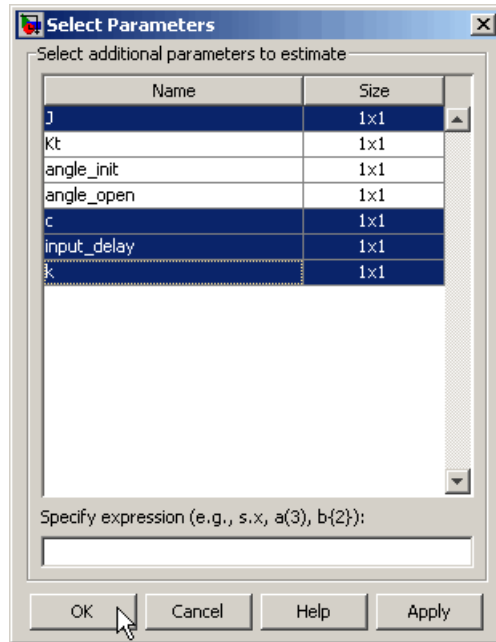 Select Parameters
Select additional parameters to estimate
Name Size
J 1x1
Kt 1x1
angle_init 1x1
angle_open 1x1
c 1x1
input_delay 1x1
k 1x1
Specify expression (e.g., s.x, a(3), b{2}):
OK Cancel Help Apply